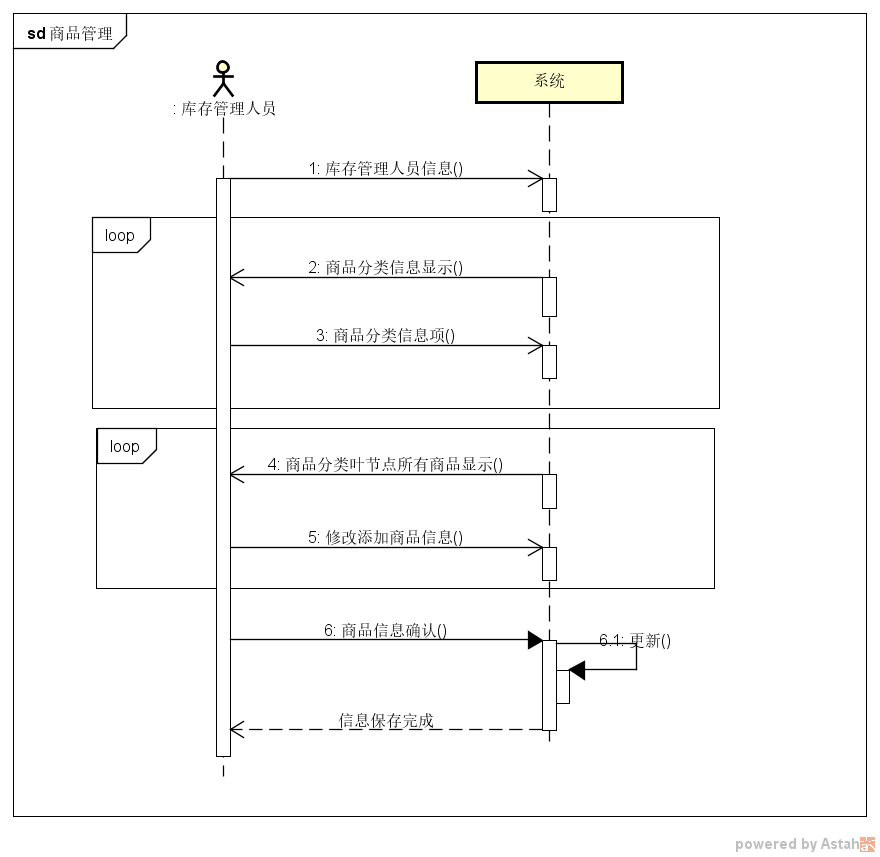 sd 商品管理
: 库存管理人员
系统
1: 库存管理人员信息()
loop
2: 商品分类信息显示()
3: 商品分类信息项()
loop
4: 商品分类叶节点所有商品显示()
5: 修改添加商品信息()
6: 商品信息确认()
6.1: 更新()
信息保存完成
powered by Astah